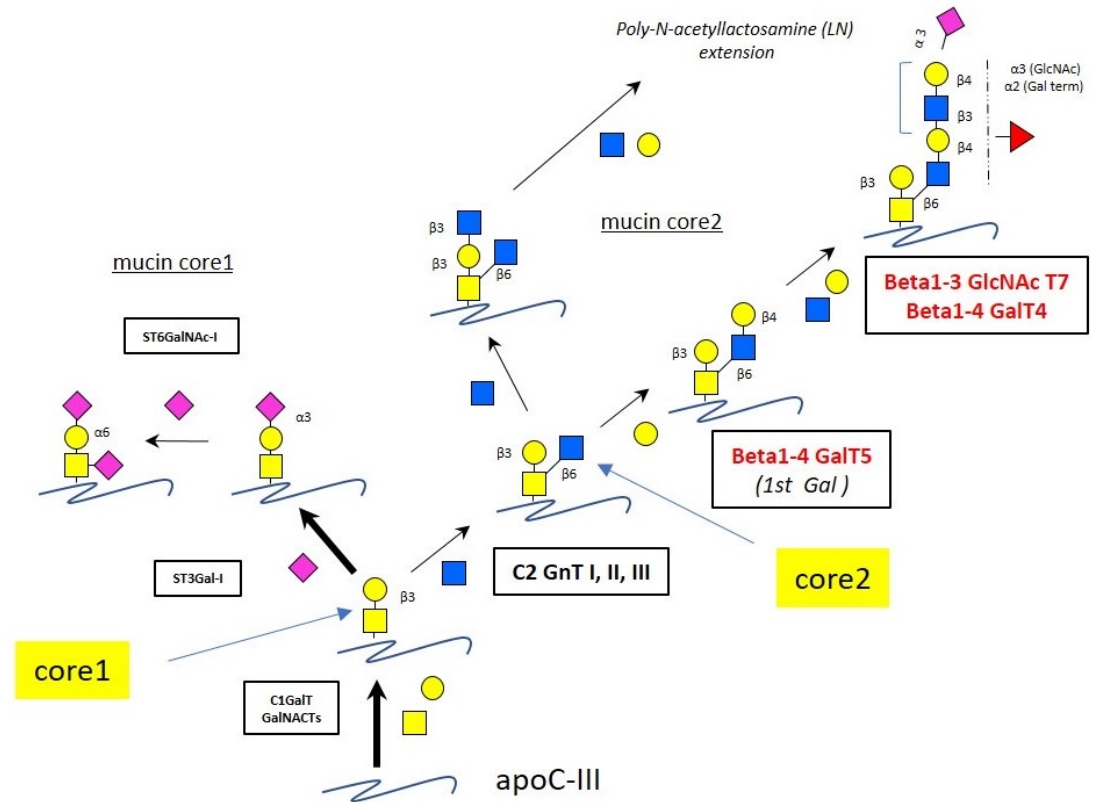 Poly-N-acetyllactosamine (LN)
extension
α 3
β4
β3
β4
β3
β6
α3 (GlcNAc)
α2 (Gal term)
mucin core2
β3
β3
β6
mucin core1
ST6GalNAc-I
Beta1-3 GlcNAc T7
Beta1-4 GalT4
β4
β3
β6
α6
α3
β3
β6
Beta1-4 GalT5
(1st Gal )
ST3Gal-I
C2 GnT I, II, III
core2
β3
core1
C1GalT
GalNACTs
apoC-III